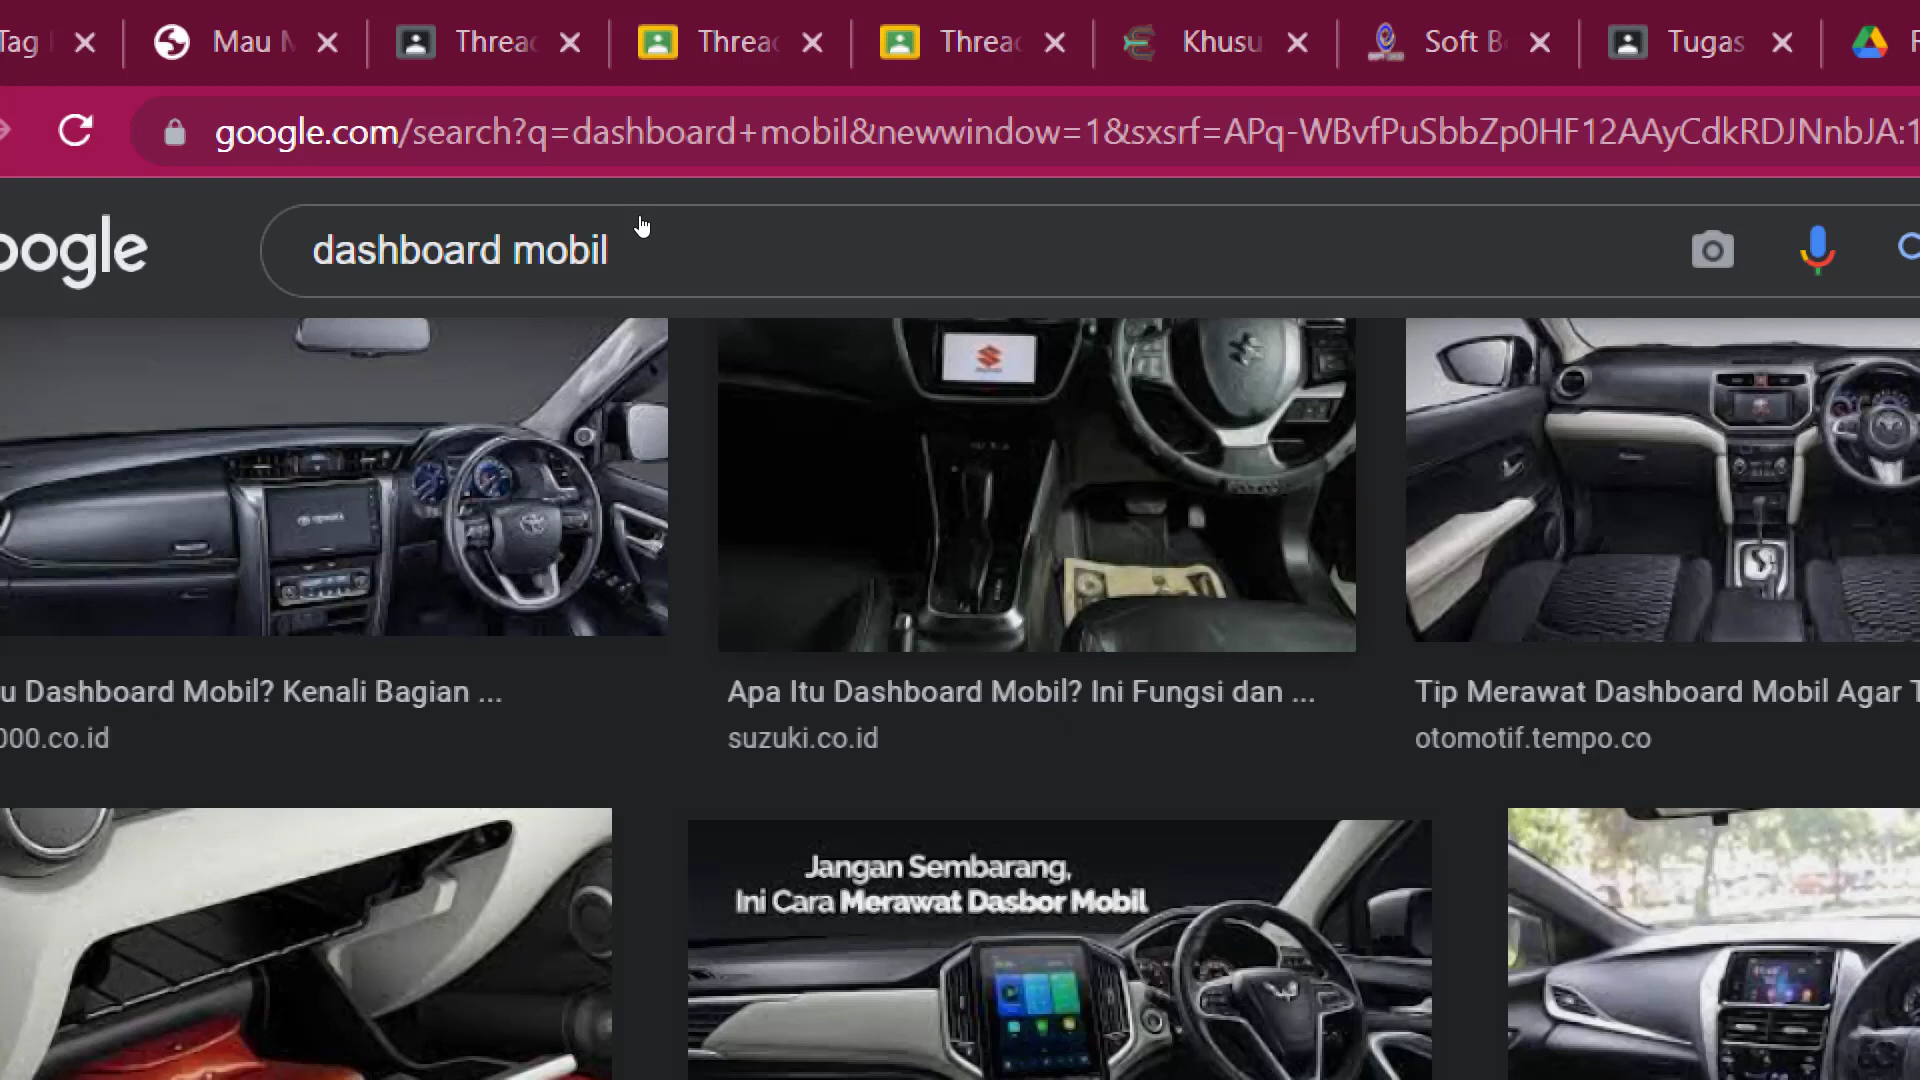 Tag
Mau M
Threa
Threa
Threa
Khusu
Soft B
Tugas
google.com/search?q=dashboard+mobil&newwindow=1&sxsrf=APq-WBvfPuSbbZp0HF12AAyCdkRDJNnbJA:1
oogle
dashboard mobil
u Dashboard Mobil? Kenali Bagian ...
000.co.id
Apa Itu Dashboard Mobil? Ini Fungsi dan ...
suzuki.co.id
Tip Merawat Dashboard Mobil Agar T
otomotif.tempo.co
Jangan Sembarang,
Ini Cara Merawat Dasbor Mobil